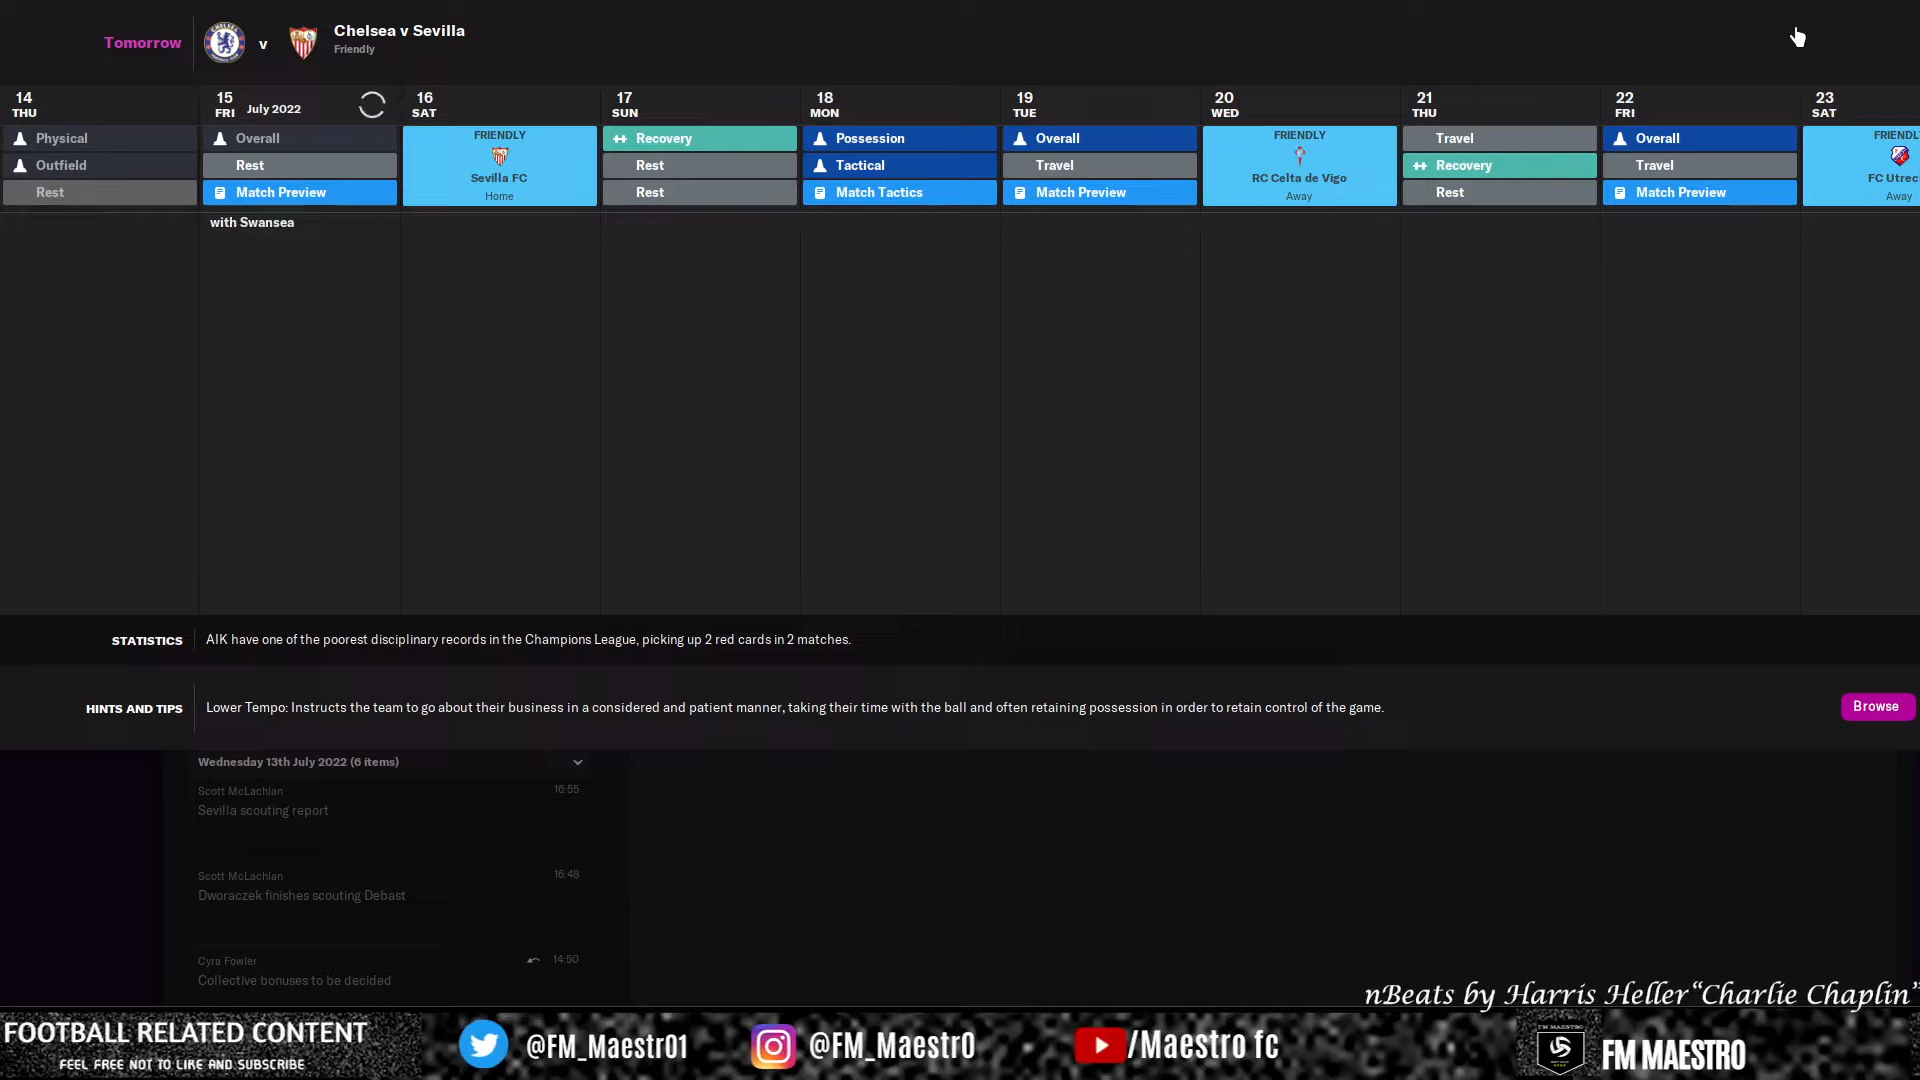 Tomorrow
v
Chelsea v Sevilla
Friendly
14
THU
Physical
Outfield
Rest
15
FRI
July 2022
Overall
Rest
Match Preview
with Swansea
16
SAT
FRIENDLY
Sevilla FC
Home
17
SUN
Recovery
Rest
Rest
18
MON
Possession
Tactical
Match Tactics
19
TUE
Overall
Travel
Match Preview
20
WED
FRIENDLY
RC Celta de Vigo
Away
21
THU
Travel
Recovery
Rest
22
FRI
Overall
Travel
Match Preview
23
SAT
FRIENDL
FC Utrec
Away
STATISTICS
AIK have one of the poorest disciplinary records in the Champions League, picking up 2 red cards in 2 matches.
HINTS AND TIPS
Lower Tempo: Instructs the team to go about their business in a considered and patient manner, taking their time with the ball and often retaining possession in order to retain control of the game.
Browse
Wednesday 13th July 2022 (6 items)
Scott McLachlan
16:55
Sevilla scouting report
Scott McLachlan
16:48
Dworaczek finishes scouting Debast
Cyra Fowler
14:50
Collective bonuses to be decided
nBeats by Harris Heller “Charlie Chaplin”
FOOTBALL RELATED CONTENT
FEEL FREE NOT TO LIKE AND SUBSCRIBE
@FM_Maestr01
@FM_Maestr0
/Maestro fc
FM MAESTRO
FM MAESTRO